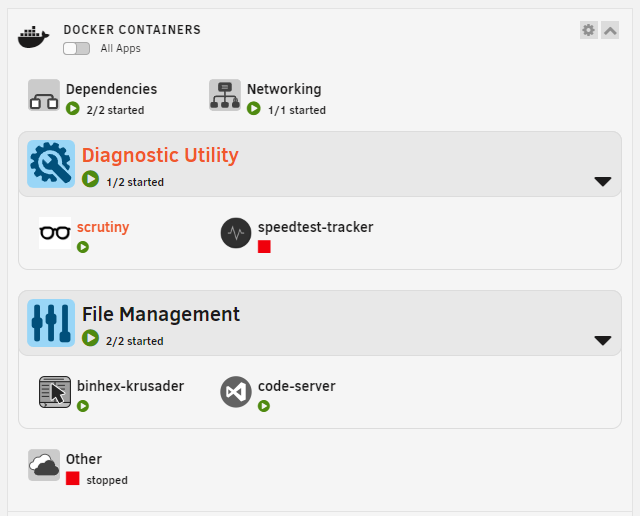 DOCKER CONTAINERS
All Apps
Dependencies
2/2 started
Networking
1/1 started
Diagnostic Utility
1/2 started
scrutiny
speedtest-tracker
File Management
2/2 started
binhex-krusader
code-server
Other
stopped